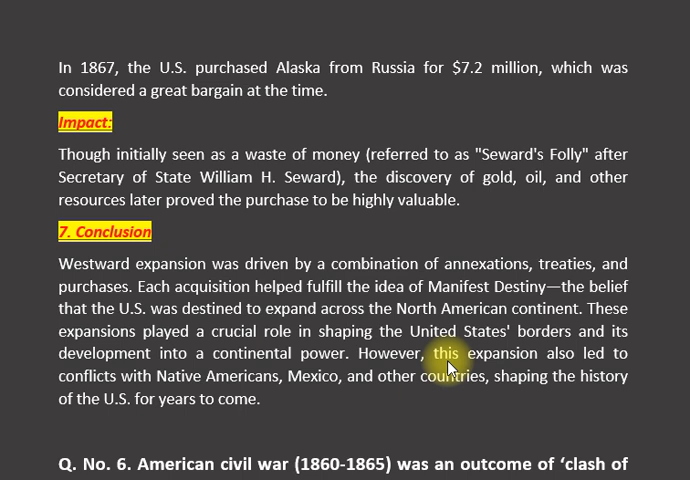 In 1867, the U.S. purchased Alaska from Russia for $7.2 million, which was
considered a great bargain at the time.
Impact:
Though initially seen as a waste of money (referred to as "Seward's Folly" after
Secretary of State William H. Seward), the discovery of gold, oil, and other
resources later proved the purchase to be highly valuable.
7. Conclusion
Westward expansion was driven by a combination of annexations, treaties, and
purchases. Each acquisition helped fulfill the idea of Manifest Destiny—the belief
that the U.S. was destined to expand across the North American continent. These
expansions played a crucial role in shaping the United States' borders and its
development into a continental power. However, this expansion also led to
conflicts with Native Americans, Mexico, and other countries, shaping the history
of the U.S. for years to come.
Q. No. 6. American civil war (1860-1865) was an outcome of ‘clash of